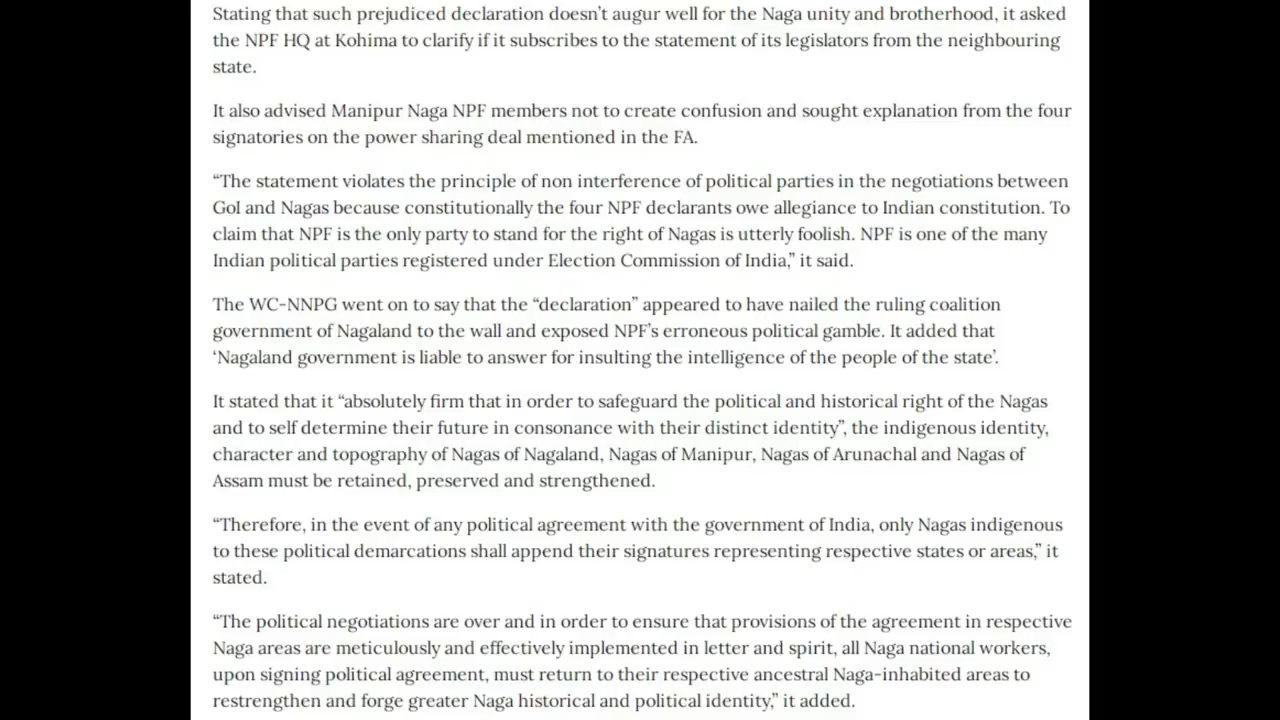 Stating that such prejudiced declaration doesn’t augur well for the Naga unity and brotherhood, it asked
the NPF HQ at Kohima to clarify if it subscribes to the statement of its legislators from the neighbouring
state.
It also advised Manipur Naga NPF members not to create confusion and sought explanation from the four
signatories on the power sharing deal mentioned in the FA.
“The statement violates the principle of non interference of political parties in the negotiations between
GoI and Nagas because constitutionally the four NPF declarants owe allegiance to Indian constitution. To
claim that NPF is the only party to stand for the right of Nagas is utterly foolish. NPF is one of the many
Indian political parties registered under Election Commission of India,” it said.
The WC-NNPG went on to say that the “declaration” appeared to have nailed the ruling coalition
government of Nagaland to the wall and exposed NPF’s erroneous political gamble. It added that
‘Nagaland government is liable to answer for insulting the intelligence of the people of the state’.
It stated that it “absolutely firm that in order to safeguard the political and historical right of the Nagas
and to self determine their future in consonance with their distinct identity”, the indigenous identity,
character and topography of Nagas of Nagaland, Nagas of Manipur, Nagas of Arunachal and Nagas of
Assam must be retained, preserved and strengthened.
“Therefore, in the event of any political agreement with the government of India, only Nagas indigenous
to these political demarcations shall append their signatures representing respective states or areas,” it
stated.
“The political negotiations are over and in order to ensure that provisions of the agreement in respective
Naga areas are meticulously and effectively implemented in letter and spirit, all Naga national workers,
upon signing political agreement, must return to their respective ancestral Naga-inhabited areas to
restrengthen and forge greater Naga historical and political identity,” it added.